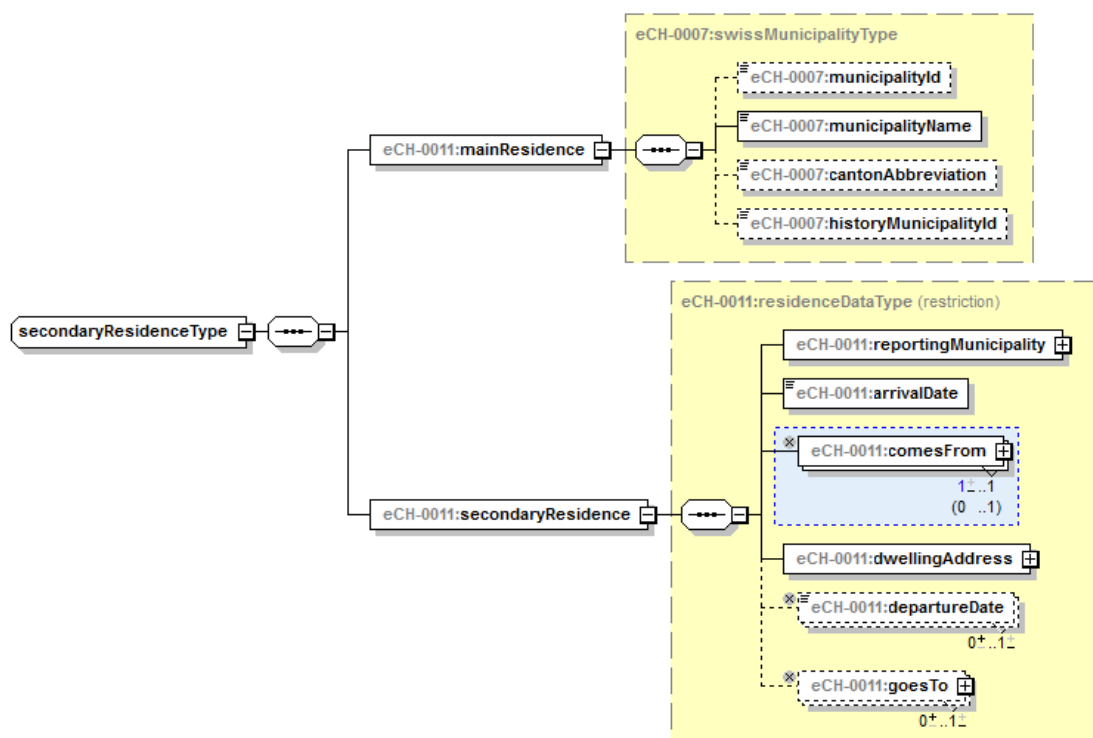 eCH-0007:swissMunicipalityType
eCH-0007:municipalityId
eCH-0007:municipalityName
eCH-0011:mainResidence
eCH-0007:cantonAbbreviation
eCH-0007:historyMunicipalityId
eCH-0011:residenceDataType (restriction)
secondaryResidenceType
eCH-0011:reportingMunicipality
eCH-0011:arrivalDate
eCH-0011:comesFrom
1±..1
(0 ..1)
eCH-0011:secondaryResidence
eCH-0011:dwellingAddress
eCH-0011:departureDate
0±..1±
eCH-0011:goesTo
0±..1±